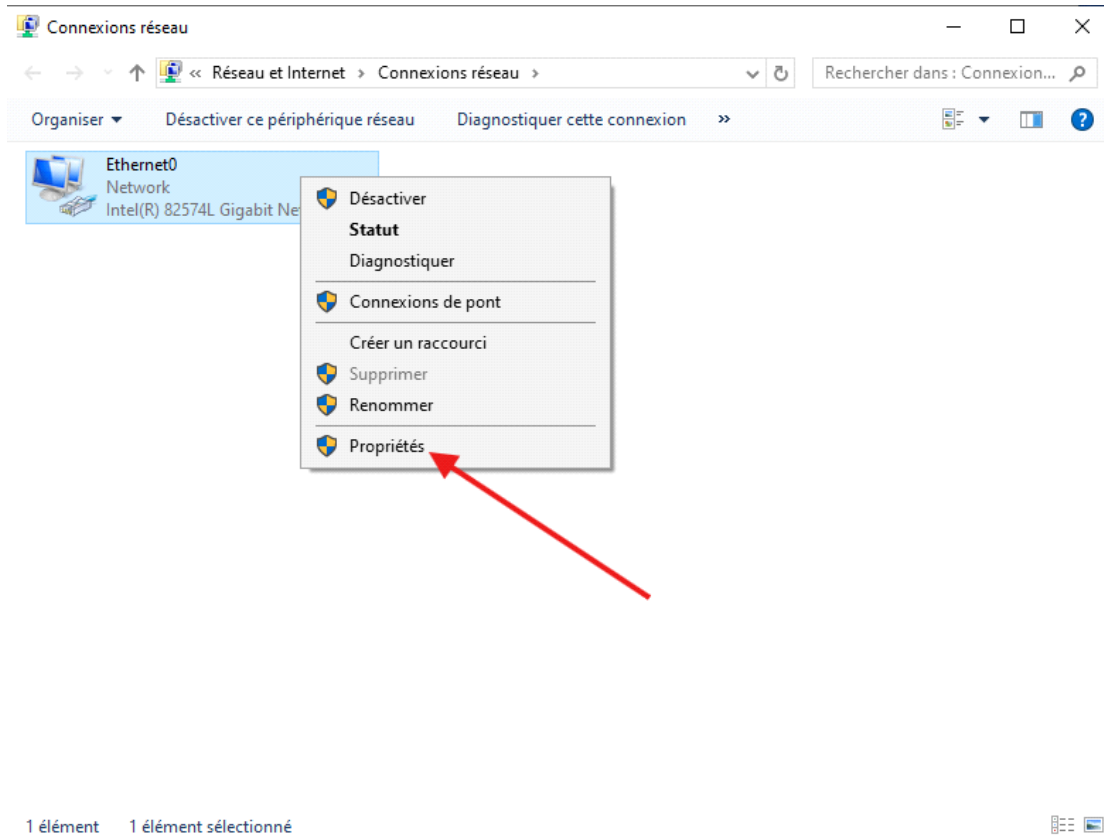 Connexions réseau
« Réseau et Internet > Connexions réseau >
Rechercher dans : Connexion...
Organiser Désactiver ce périphérique réseau Diagnostiquer cette connexion »
?
Ethernet0
Network
Intel(R) 82574L Gigabit Ne
Désactiver
Statut
Diagnostiquer
Connexions de pont
Créer un raccourci
Supprimer
Renommer
Propriétés
1 élément 1 élément sélectionné